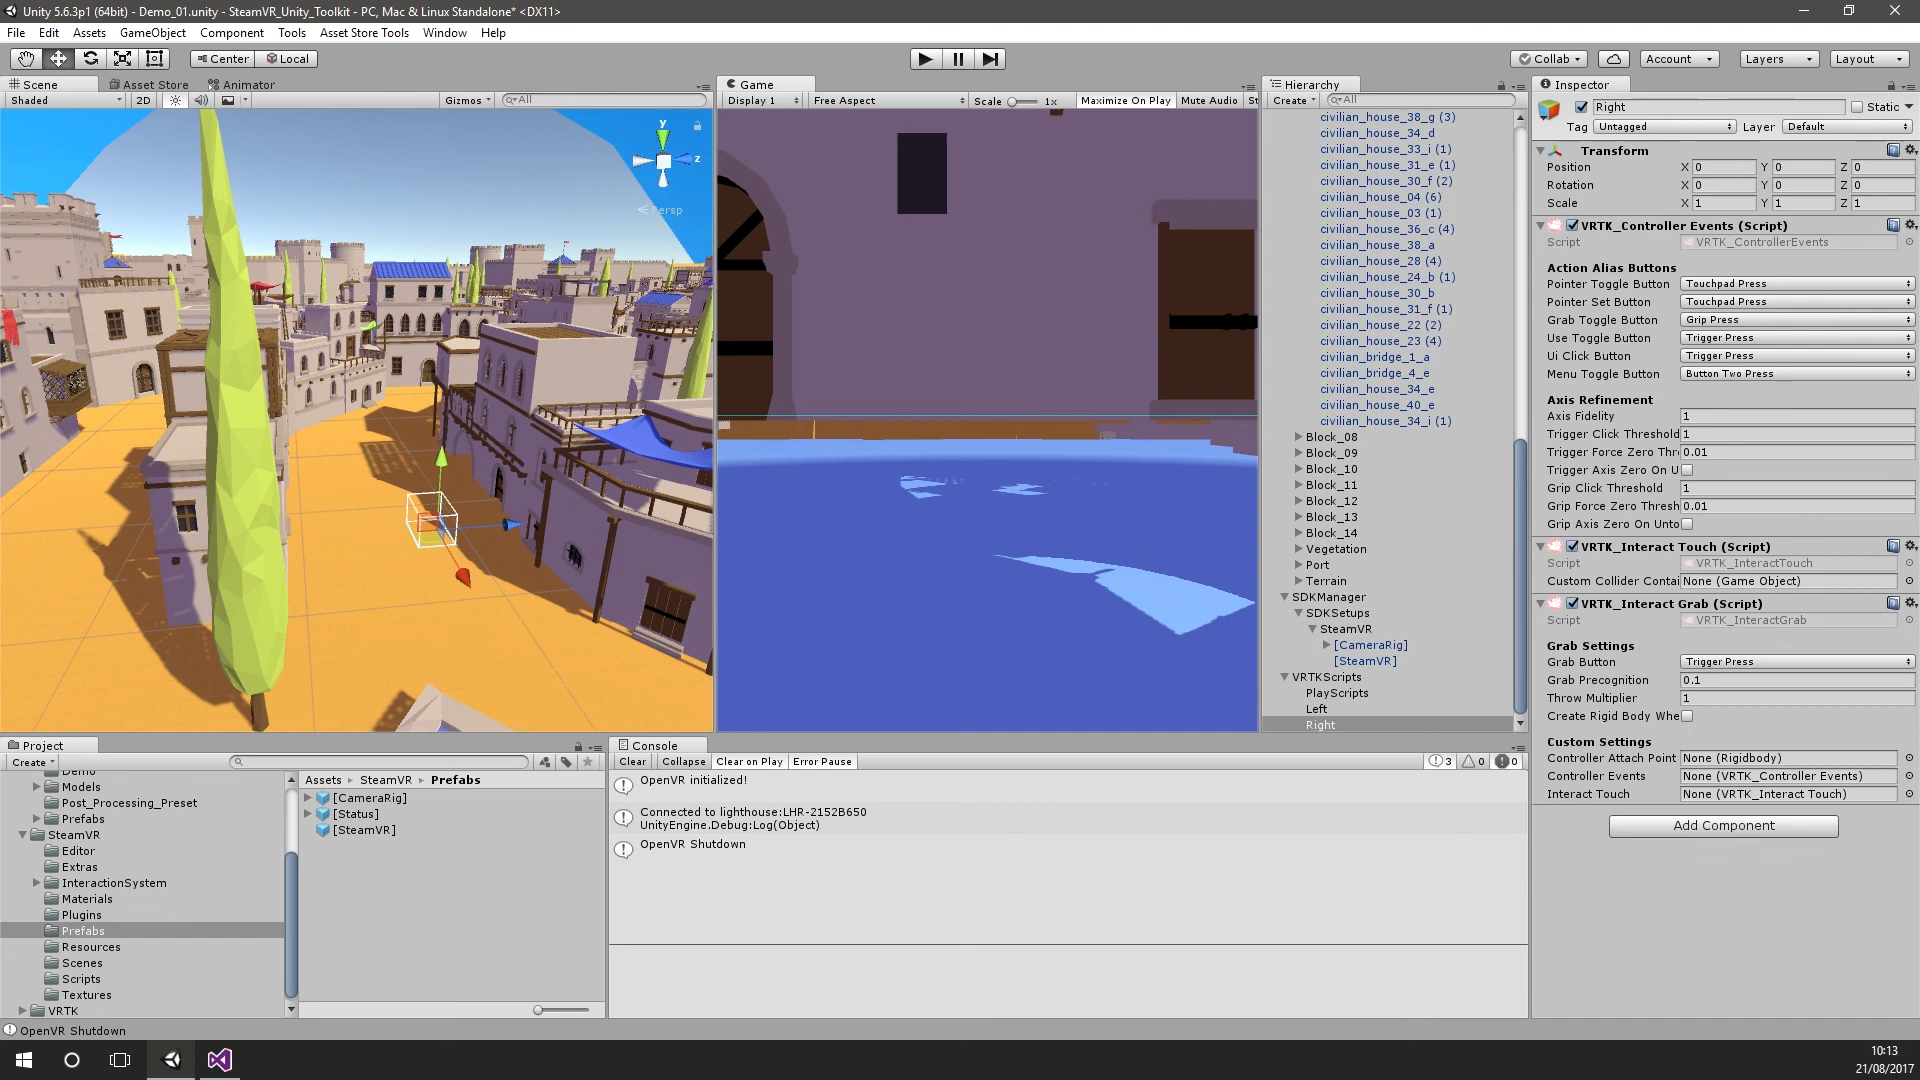 Unity 5.6.3p1 (64bit) - Demo_01.unity - SteamVR_Unity_Toolkit - PC, Mac & Linux Standalone* <DX11>
File Edit Assets GameObject Component Tools Asset Store Tools Window Help
Center Local
Collab Account Layers Layout
Scene Asset Store Animator
Shaded 2D Gizmos All
y
z
Persp
Game
Display 1 Free Aspect Scale 1x Maximize On Play Mute Audio St
Hierarchy
Create All
civilian_house_38_g (3)
civilian_house_34_d
civilian_house_33_i (1)
civilian_house_31_e (1)
civilian_house_30_f (2)
civilian_house_04 (6)
civilian_house_03 (1)
civilian_house_36_c (4)
civilian_house_38_a
civilian_house_28 (4)
civilian_house_24_b (1)
civilian_house_30_b
civilian_house_31_f (1)
civilian_house_22 (2)
civilian_house_23 (4)
civilian_bridge_1_a
civilian_bridge_4_e
civilian_house_34_e
civilian_house_40_e
civilian_house_34_i (1)
Block_08
Block_09
Block_10
Block_11
Block_12
Block_13
Block_14
Vegetation
Port
Terrain
SDKManager
SDKSetups
SteamVR
[CameraRig]
[SteamVR]
VRTKScripts
PlayScripts
Left
Right
Inspector
Right Static
Tag Untagged Layer Default
Transform
Position X 0 Y 0 Z 0
Rotation X 0 Y 0 Z 0
Scale X 1 Y 1 Z 1
VRTK_Controller Events (Script)
Script VRTK_ControllerEvents
Action Alias Buttons
Pointer Toggle Button Touchpad Press
Pointer Set Button Touchpad Press
Grab Toggle Button Grip Press
Use Toggle Button Trigger Press
Ui Click Button Trigger Press
Menu Toggle Button Button Two Press
Axis Refinement
Axis Fidelity 1
Trigger Click Threshold 1
Trigger Force Zero Thr 0.01
Trigger Axis Zero On U
Grip Click Threshold 1
Grip Force Zero Thresh 0.01
Grip Axis Zero On Unto
VRTK_Interact Touch (Script)
Script VRTK_InteractTouch
Custom Collider Contai None (Game Object)
VRTK_Interact Grab (Script)
Script VRTK_InteractGrab
Grab Settings
Grab Button Trigger Press
Grab Precognition 0.1
Throw Multiplier 1
Create Rigid Body Whe
Custom Settings
Controller Attach Point None (Rigidbody)
Controller Events None (VRTK_Controller Events)
Interact Touch None (VRTK_Interact Touch)
Add Component
Project
Create
Demo
Models
Post_Processing_Preset
Prefabs
SteamVR
Editor
Extras
InteractionSystem
Materials
Plugins
Prefabs
Resources
Scenes
Scripts
Textures
VRTK
Assets SteamVR Prefabs
[CameraRig]
[Status]
[SteamVR]
Console
Clear Collapse Clear on Play Error Pause 3 0 0
OpenVR initialized!
Connected to lighthouse:LHR-2152B650
UnityEngine.Debug:Log(Object)
OpenVR Shutdown
OpenVR Shutdown
10:13
21/08/2017